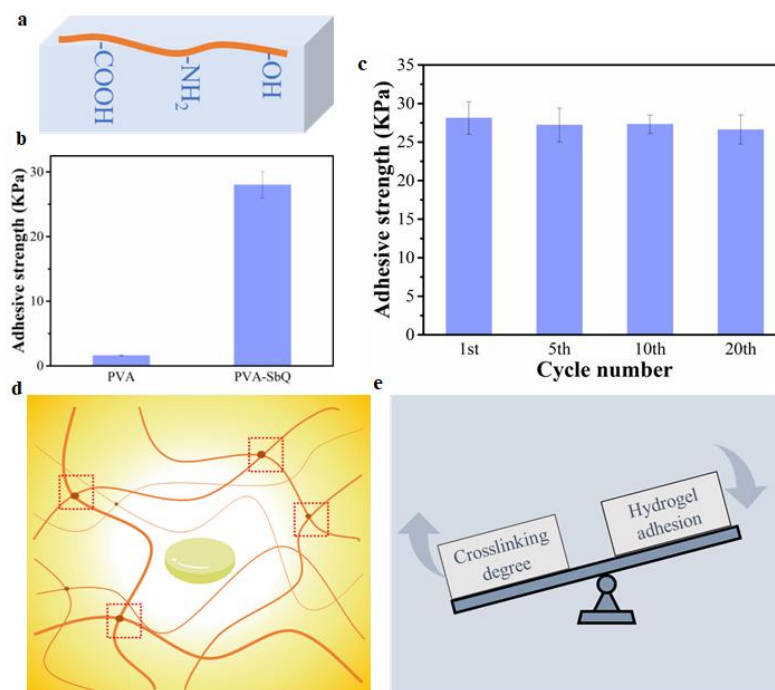 a
-COOH
-NH2
-OH
b
Adhesive strength (KPa)
30
20
10
0
PVA
PVA-SbQ
c
Adhesive strength (KPa)
35
30
25
20
15
10
5
0
1st
5th
10th
20th
Cycle number
d
e
Crosslinking
degree
Hydrogel
adhesion